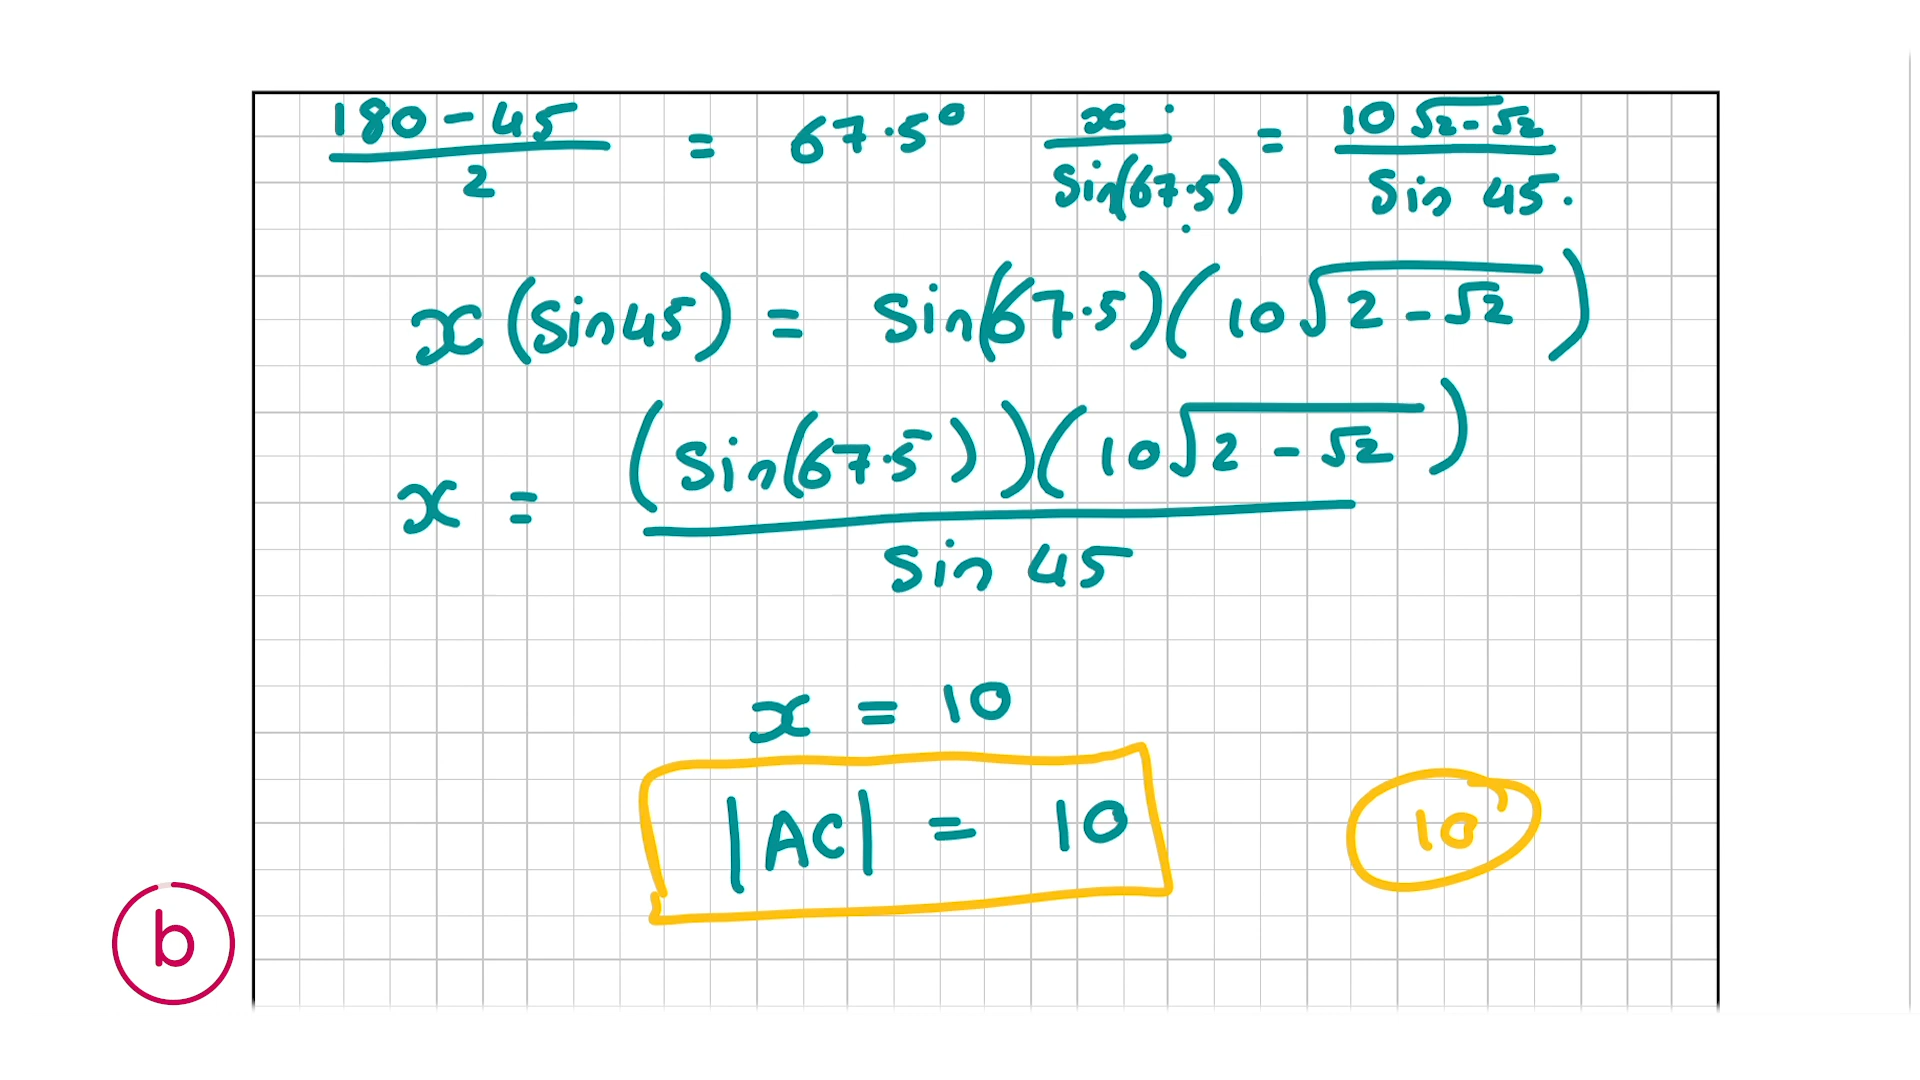 (180 - 45)/2 = 67.5° x/Sin(67.5) = 10√√2-√2/Sin 45.
x(Sin45) = Sin(67.5)(10√(2 - √2))
x = (Sin(67.5))(10√(2 - √2))/Sin 45
x = 10
|AC| = 10
10
b